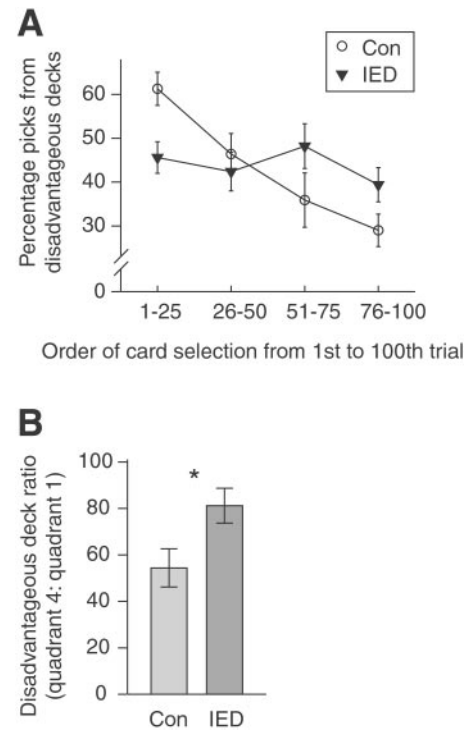 A
Con
IED
Percentage picks from
disadvantageous decks
60
50
40
30
0
1-25 26-50 51-75 76-100
Order of card selection from 1st to 100th trial
B
Disadvantageous deck ratio
(quadrant 4: quadrant 1)
100
80
60
40
20
0
*
Con IED